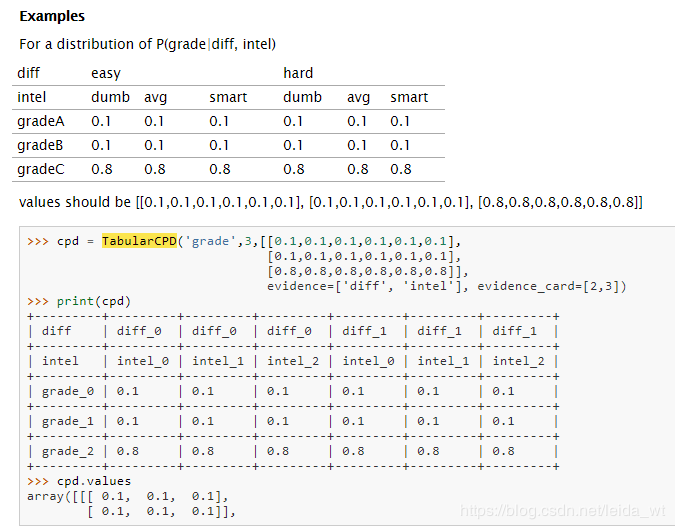 Examples
For a distribution of P(grade|diff, intel)
diff easy hard
intel dumb avg smart dumb avg smart
gradeA 0.1 0.1 0.1 0.1 0.1 0.1
gradeB 0.1 0.1 0.1 0.1 0.1 0.1
gradeC 0.8 0.8 0.8 0.8 0.8 0.8
values should be [[0.1,0.1,0.1,0.1,0.1,0.1], [0.1,0.1,0.1,0.1,0.1,0.1], [0.8,0.8,0.8,0.8,0.8,0.8]]
>>> cpd = TabularCPD('grade',3,[[0.1,0.1,0.1,0.1,0.1,0.1],
[0.1,0.1,0.1,0.1,0.1,0.1],
[0.8,0.8,0.8,0.8,0.8,0.8]],
evidence=['diff', 'intel'], evidence_card=[2,3])
>>> print(cpd)
+---------+---------+---------+---------+---------+---------+---------+
| diff | diff_0 | diff_0 | diff_0 | diff_1 | diff_1 | diff_1 |
+---------+---------+---------+---------+---------+---------+---------+
| intel | intel_0 | intel_1 | intel_2 | intel_0 | intel_1 | intel_2 |
+---------+---------+---------+---------+---------+---------+---------+
| grade_0 | 0.1 | 0.1 | 0.1 | 0.1 | 0.1 | 0.1 |
+---------+---------+---------+---------+---------+---------+---------+
| grade_1 | 0.1 | 0.1 | 0.1 | 0.1 | 0.1 | 0.1 |
+---------+---------+---------+---------+---------+---------+---------+
| grade_2 | 0.8 | 0.8 | 0.8 | 0.8 | 0.8 | 0.8 |
+---------+---------+---------+---------+---------+---------+---------+
>>> cpd.values
array([[[ 0.1, 0.1, 0.1],
[ 0.1, 0.1, 0.1]],
https://blog.csdn.net/leida_wt